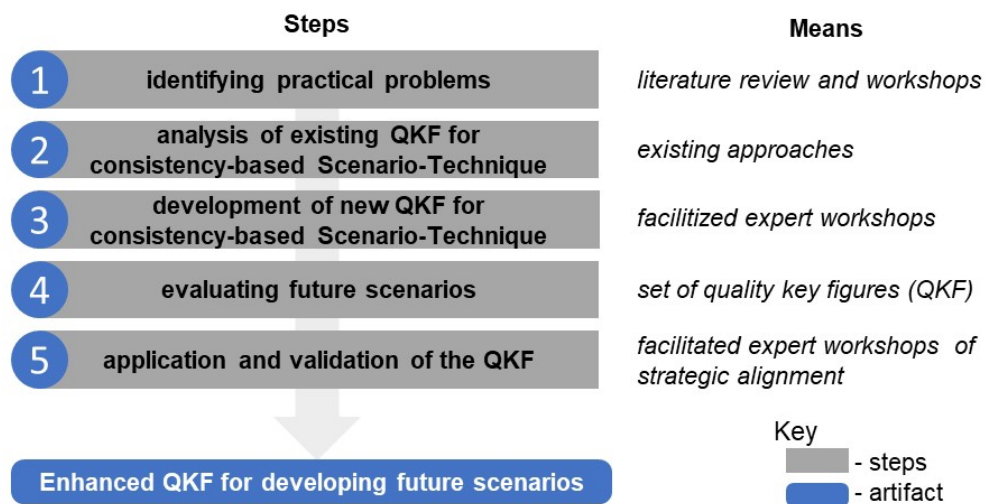 Steps
Means
1
identifying practical problems
literature review and workshops
2
analysis of existing QKF for
consistency-based Scenario-Technique
existing approaches
3
development of new QKF for
consistency-based Scenario-Technique
facilitized expert workshops
4
evaluating future scenarios
set of quality key figures (QKF)
5
application and validation of the QKF
facilitated expert workshops of
strategic alignment
Enhanced QKF for developing future scenarios
Key
- steps
- artifact